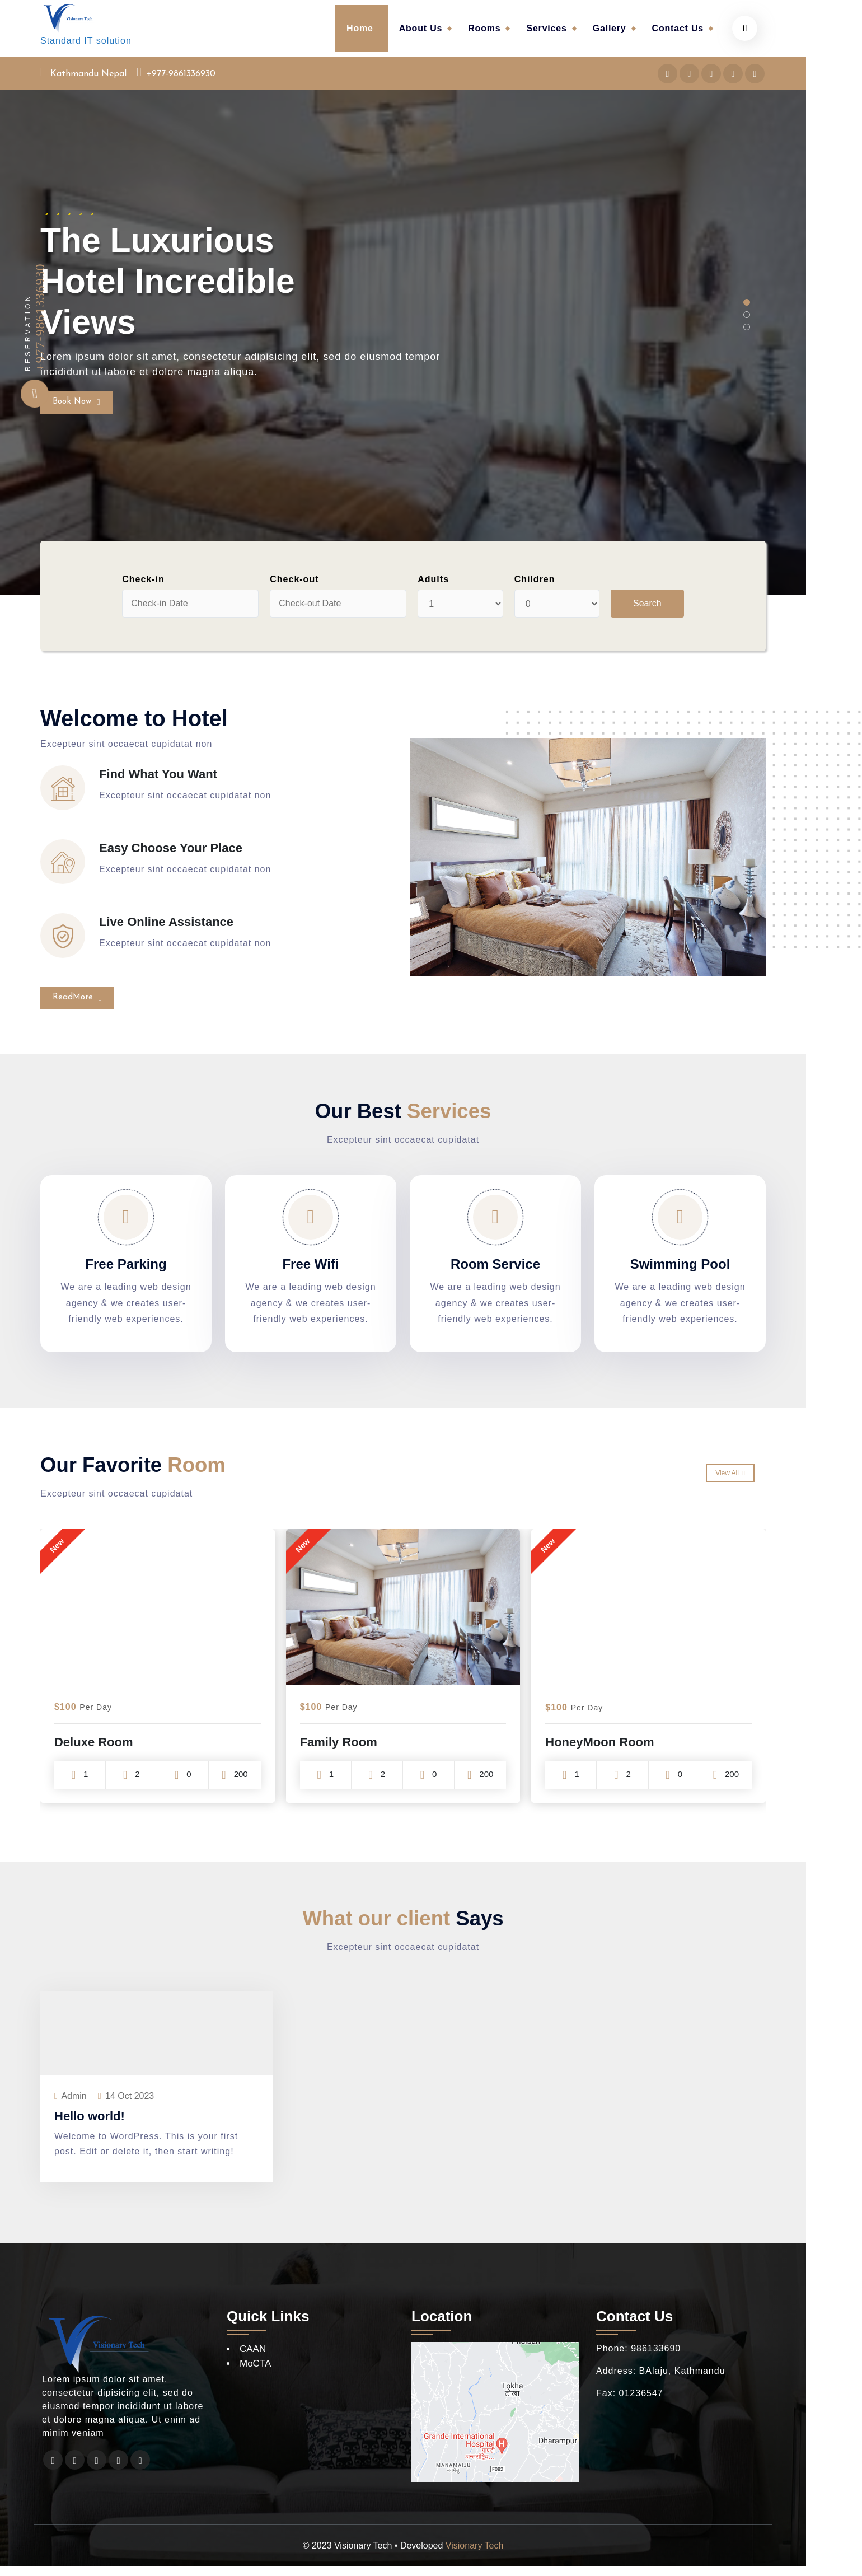 Visionary Tech
Standard IT solution
Home
About Us
Rooms
Services
Gallery
Contact Us
Kathmandu Nepal
+977-9861336930
The Luxurious
Hotel Incredible
Views
Lorem ipsum dolor sit amet, consectetur adipisicing elit, sed do eiusmod tempor
incididunt ut labore et dolore magna aliqua.
Book Now
RESERVATION
+977-9861336930
Check-in
Check-out
Adults
Children
Check-in Date
Check-out Date
1
0
Search
Welcome to Hotel
Excepteur sint occaecat cupidatat non
Find What You Want
Excepteur sint occaecat cupidatat non
Easy Choose Your Place
Excepteur sint occaecat cupidatat non
Live Online Assistance
Excepteur sint occaecat cupidatat non
ReadMore
Our Best Services
Excepteur sint occaecat cupidatat
Free Parking
We are a leading web design
agency & we creates user-
friendly web experiences.
Free Wifi
We are a leading web design
agency & we creates user-
friendly web experiences.
Room Service
We are a leading web design
agency & we creates user-
friendly web experiences.
Swimming Pool
We are a leading web design
agency & we creates user-
friendly web experiences.
Our Favorite Room
Excepteur sint occaecat cupidatat
View All
New
$100 Per Day
Deluxe Room
1 2 0 200
New
$100 Per Day
Family Room
1 2 0 200
New
$100 Per Day
HoneyMoon Room
1 2 0 200
What our client Says
Excepteur sint occaecat cupidatat
Admin 14 Oct 2023
Hello world!
Welcome to WordPress. This is your first
post. Edit or delete it, then start writing!
Visionary Tech
Lorem ipsum dolor sit amet,
consectetur dipisicing elit, sed do
eiusmod tempor incididunt ut labore
et dolore magna aliqua. Ut enim ad
minim veniam
Quick Links
CAAN
MoCTA
Location
Tokha
टोखा
Grande International
Hospital
Dharampur
MANAMAIJU
F082
Contact Us
Phone: 986133690
Address: BAlaju, Kathmandu
Fax: 01236547
© 2023 Visionary Tech • Developed Visionary Tech